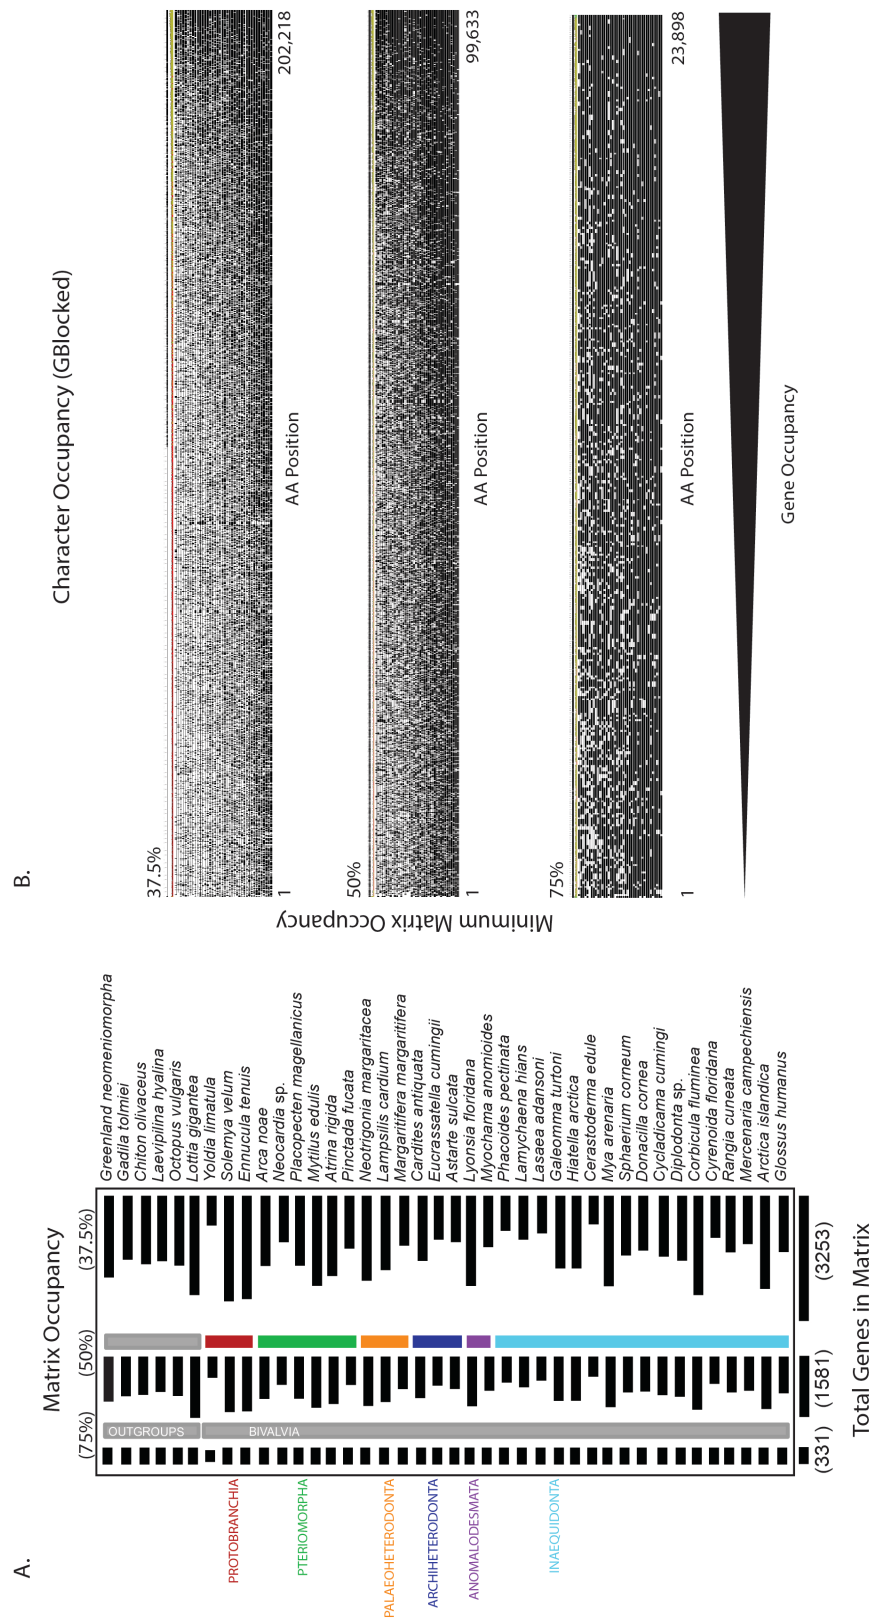 A.
Matrix Occupancy
(75%)
(50%)
(37.5%)
OUTGROUPS
BIVALVIA
PROTOBRANCHIA
PTERIOMORPHA
PALAEOHETERODONTA
ARCHIHETERODONTA
ANOMALODESMATA
INAEQUIDONTA
Greenland neomeniomorpha
Gadila tolmiei
Chiton olivaceus
Laevipilina hyalina
Octopus vulgaris
Lottia gigantea
Yoldia limatula
Solemya velum
Ennucula tenuis
Arca noae
Neocardia sp.
Placopecten magellanicus
Mytilus edulis
Atrina rigida
Pinctada fucata
Neotrigonia margaritacea
Lampsilis cardium
Margaritifera margaritifera
Cardites antiquata
Eucrassatella cumingii
Astarte sulcata
Lyonsia floridana
Myochama anomioides
Phacoides pectinata
Lamychaena hians
Lasaea adansoni
Galeomma turtoni
Hiatella arctica
Cerastoderma edule
Mya arenaria
Sphaerium corneum
Donacilla cornea
Cycladicama cumingi
Diplodonta sp.
Corbicula fluminea
Cyrenoida floridana
Rangia cuneata
Mercenaria campechiensis
Arctica islandica
Glossus humanus
(331)
(1581)
(3253)
Total Genes in Matrix
B.
Character Occupancy (GBlocked)
Minimum Matrix Occupancy
37.5%
1
AA Position
202,218
50%
1
AA Position
99,633
75%
1
AA Position
23,898
Gene Occupancy